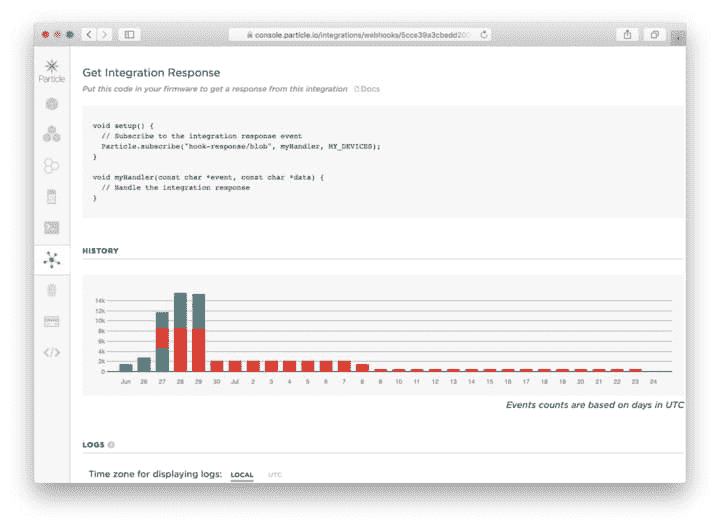 console.particle.io/integrations/webhooks/5cce39a3cbedd200
Particle
Get Integration Response
Put this code in your firmware to get a response from this integration Docs
void setup() {
// Subscribe to the integration response event
Particle.subscribe("hook-response/blob", myHandler, MY_DEVICES);
}
void myHandler(const char *event, const char *data) {
// Handle the integration response
}
HISTORY
14k
12k
10k
8k
6k
4k
2k
0
Jun 26 27 28 29 30 Jul 2 3 4 5 6 7 8 9 10 11 12 13 14 15 16 17 18 19 20 21 22 23 24
Events counts are based on days in UTC
LOGS
Time zone for displaying logs: LOCAL UTC